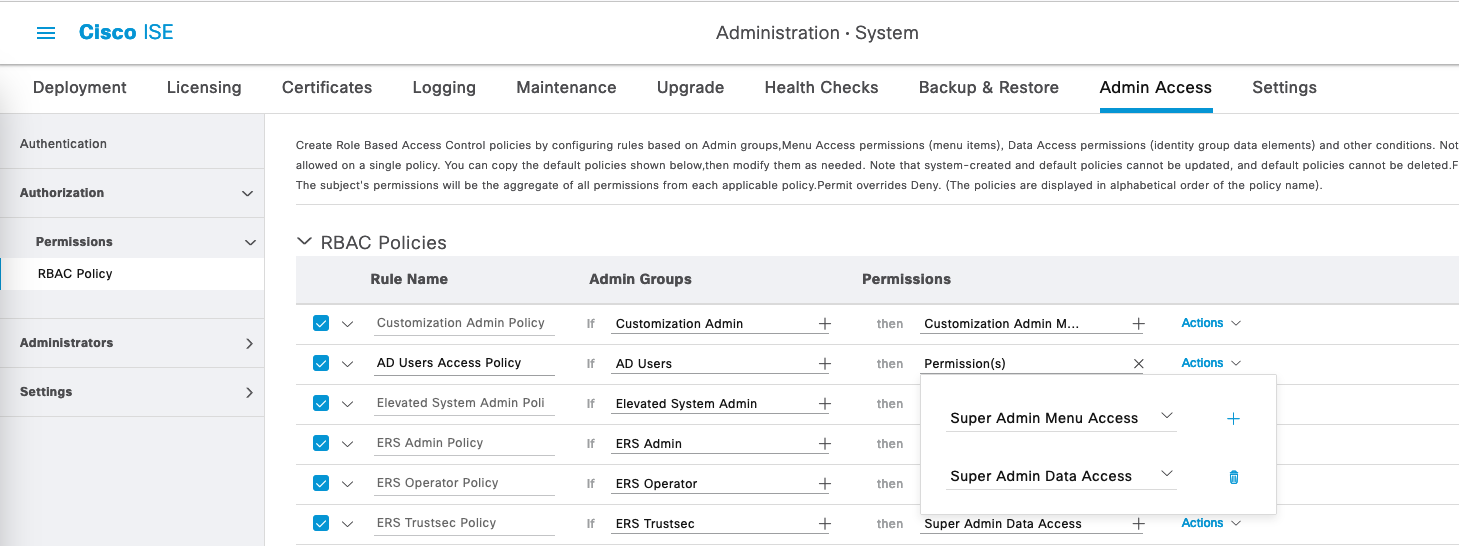 Cisco ISE
Administration · System
Deployment Licensing Certificates Logging Maintenance Upgrade Health Checks Backup & Restore Admin Access Settings
Authentication
Authorization
Permissions
RBAC Policy
Administrators
Settings
Create Role Based Access Control policies by configuring rules based on Admin groups,Menu Access permissions (menu items), Data Access permissions (identity group data elements) and other conditions. Not
allowed on a single policy. You can copy the default policies shown below,then modify them as needed. Note that system-created and default policies cannot be updated, and default policies cannot be deleted.F
The subject's permissions will be the aggregate of all permissions from each applicable policy.Permit overrides Deny. (The policies are displayed in alphabetical order of the policy name).
RBAC Policies
Rule Name Admin Groups Permissions
Customization Admin Policy If Customization Admin then Customization Admin M... Actions
AD Users Access Policy If AD Users then Permission(s) Actions
Elevated System Admin Poli If Elevated System Admin then
Super Admin Menu Access
ERS Admin Policy If ERS Admin then
ERS Operator Policy If ERS Operator then
Super Admin Data Access
ERS Trustsec Policy If ERS Trustsec then Super Admin Data Access Actions